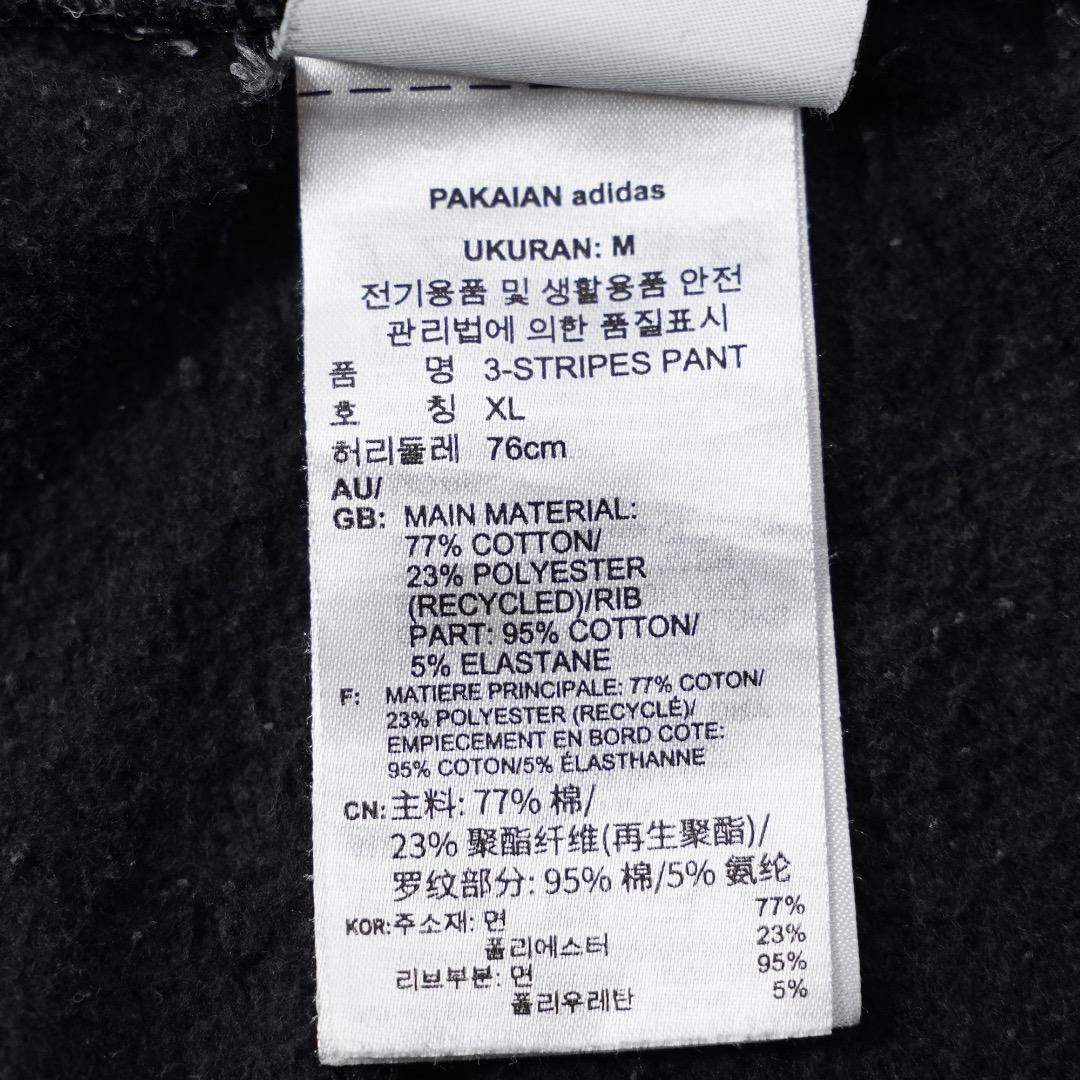 PAKAIAN adidas
UKURAN: M
전기용품 및 생활용품 안전
관리법에 의한 품질표시
품 명 3-STRIPES PANT
호 칭 XL
허리둘레 76cm
AU/
GB: MAIN MATERIAL:
77% COTTON/
23% POLYESTER
(RECYCLED)/RIB
PART: 95% COTTON/
5% ELASTANE
F: MATIERE PRINCIPALE: 77% COTON/
23% POLYESTER (RECYCLÉ)/
EMPIECEMENT EN BORD COTE:
95% COTON/5% ÉLASTHANNE
CN: 主料: 77% 棉/
23% 聚酯纤维(再生聚酯)/
罗纹部分: 95% 棉/5% 氨纶
KOR: 주소재: 면 77%
폴리에스터 23%
리브부분: 면 95%
폴리우레탄 5%